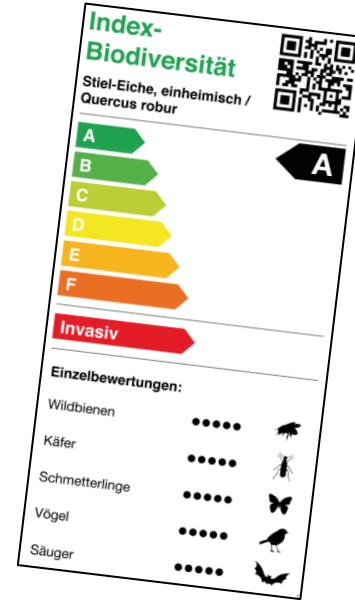 Index-
Biodiversität
Stiel-Eiche, einheimisch /
Quercus robur
A
A
B
C
D
E
F
Invasiv
Einzelbewertungen:
Wildbienen
Käfer
Schmetterlinge
Vögel
Säuger